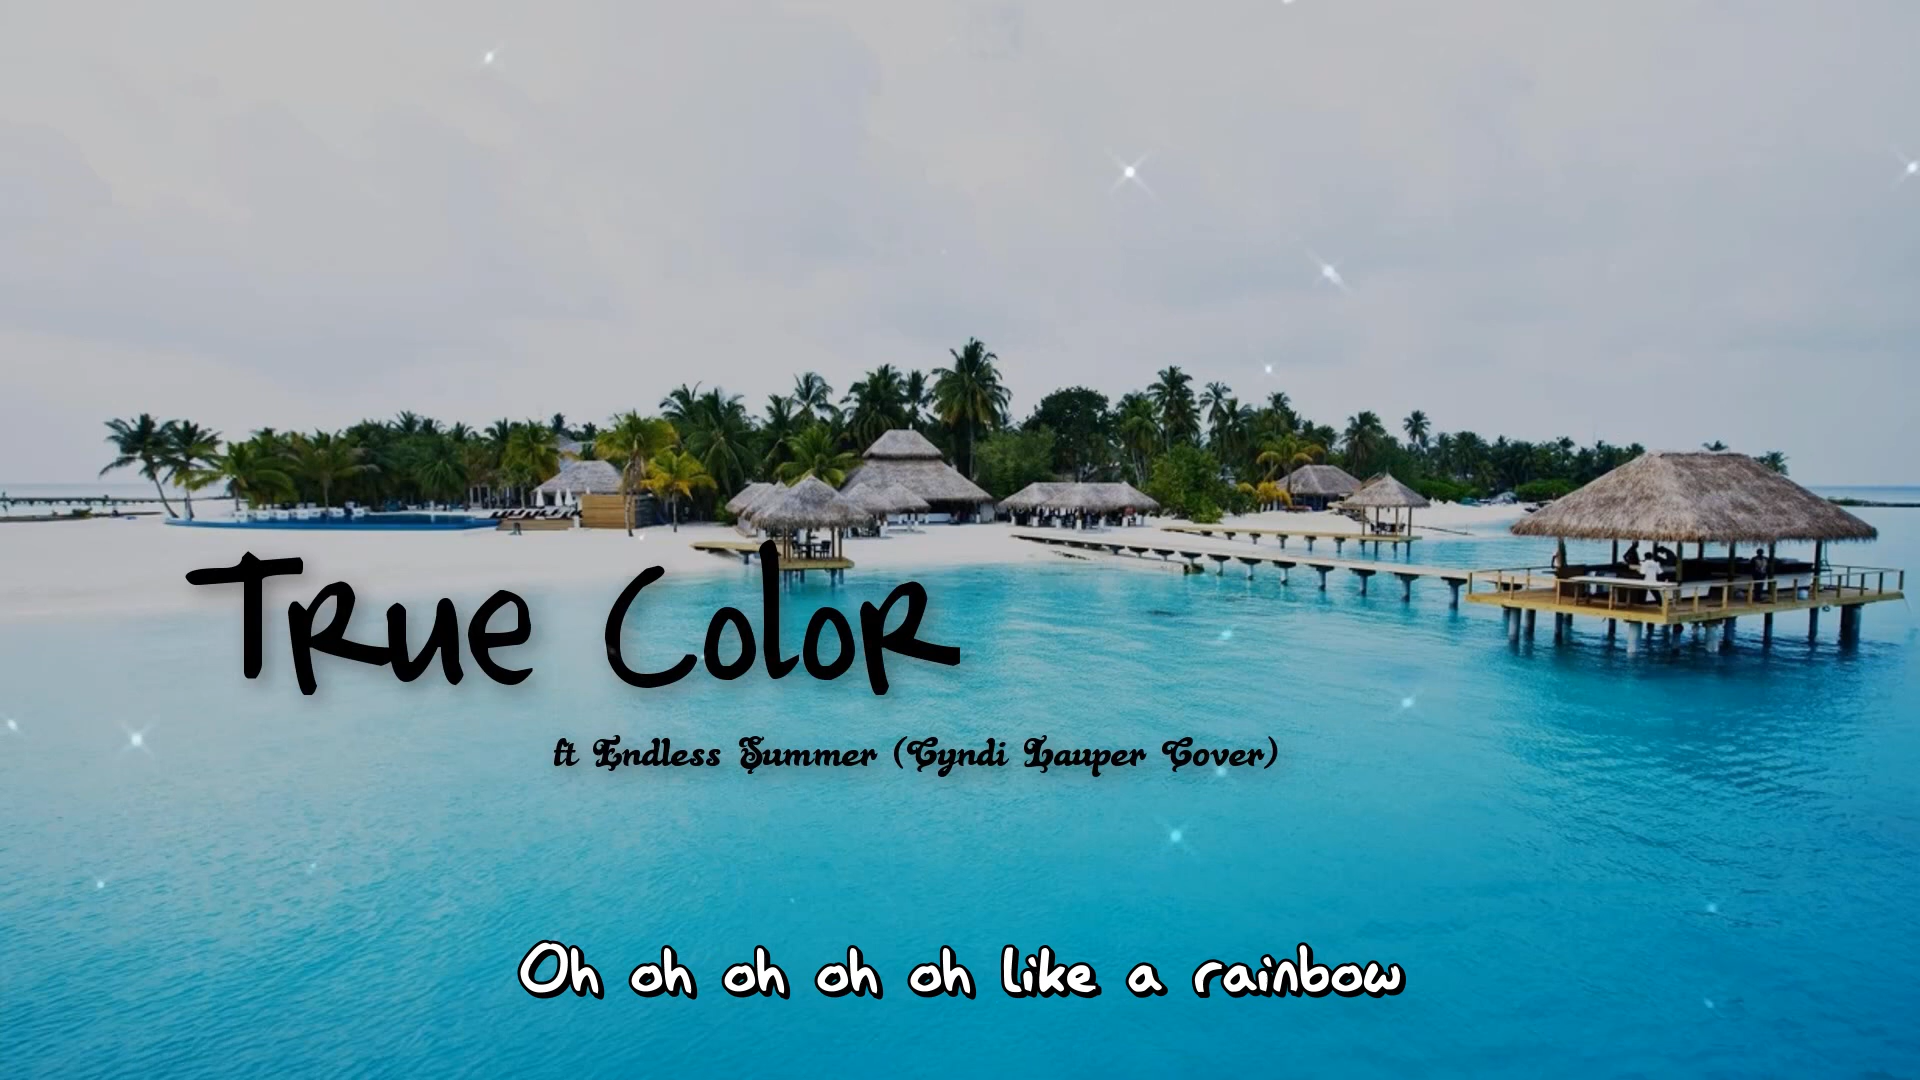 True Color
ft Endless Summer (Cyndi Lauper Cover)
Oh oh oh oh oh like a rainbow